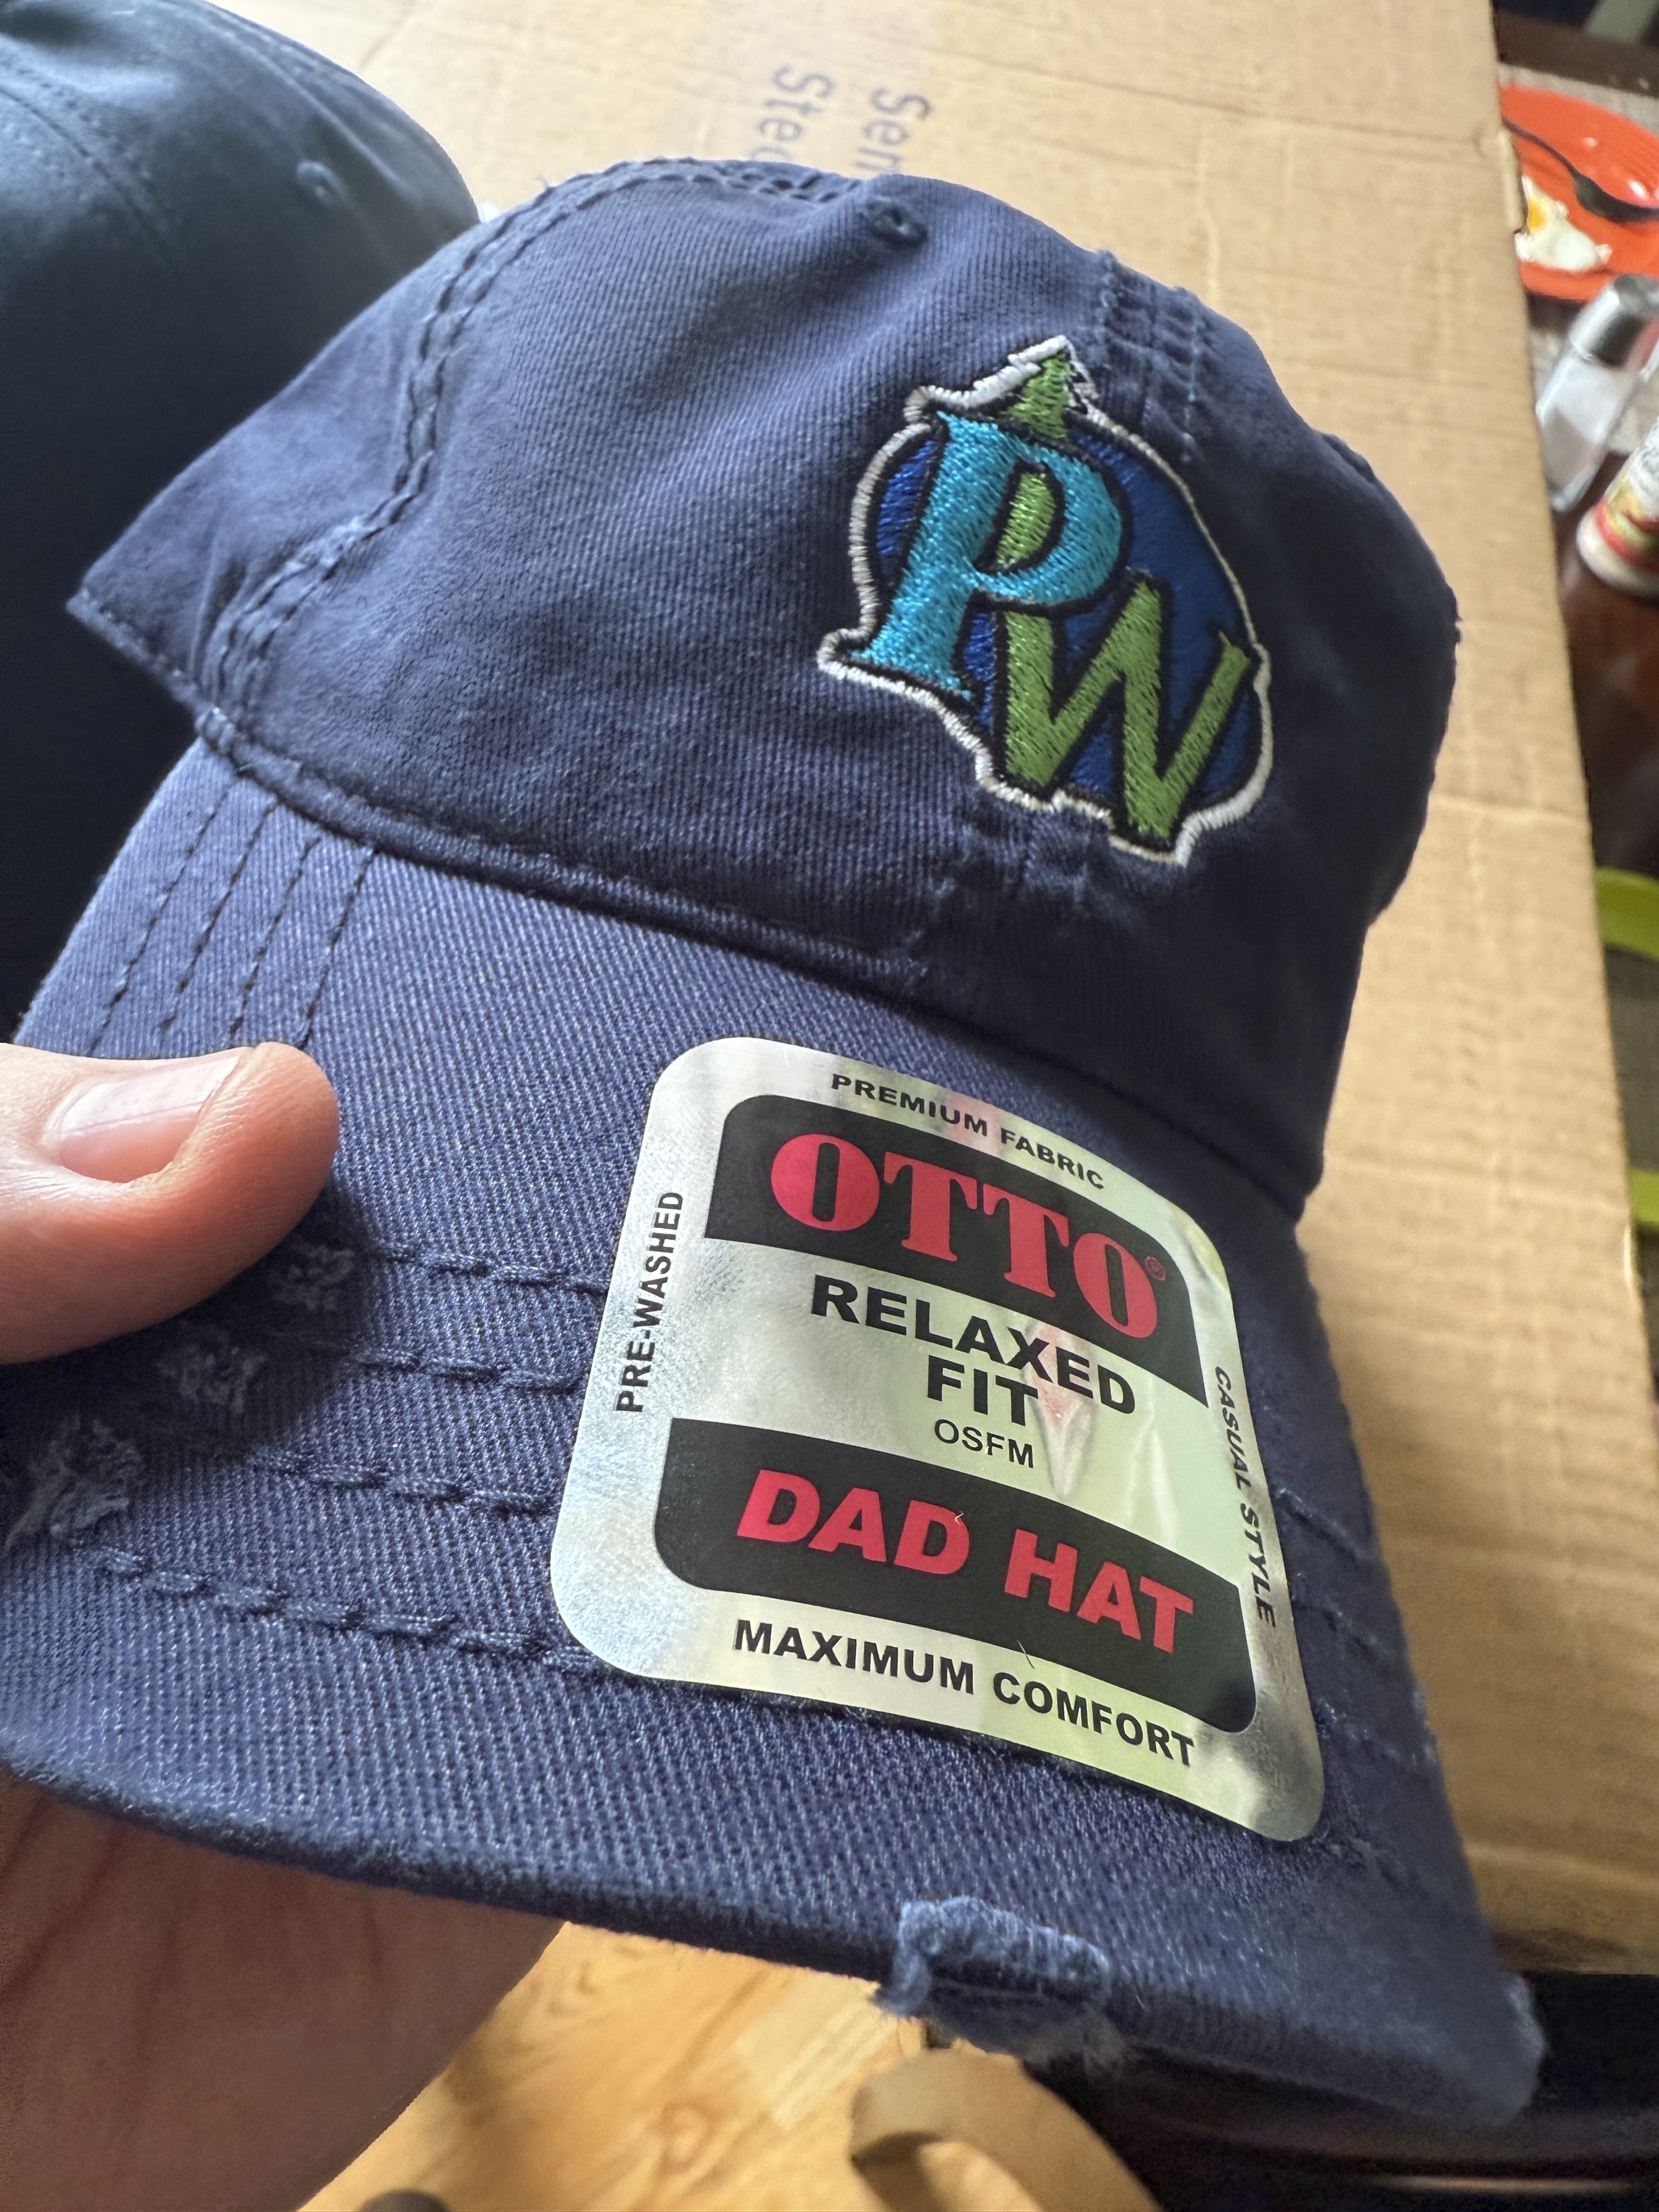 PW
PREMIUM FABRIC
OTTO®
RELAXED
FIT
OSFM
DAD HAT
MAXIMUM COMFORT
PRE-WASHED
CASUAL STYLE